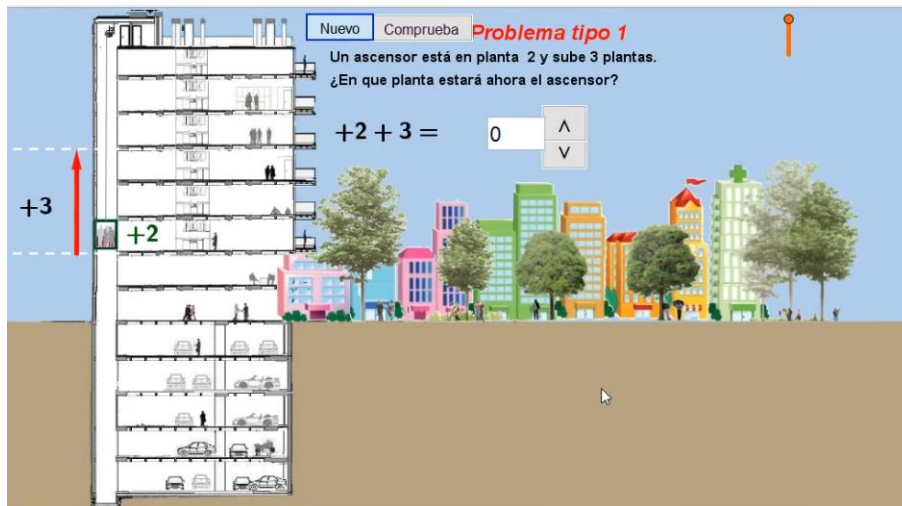 Nuevo Comprueba Problema tipo 1
Un ascensor está en planta 2 y sube 3 plantas.
¿En que planta estará ahora el ascensor?
+2 + 3 = 0
+3
+2